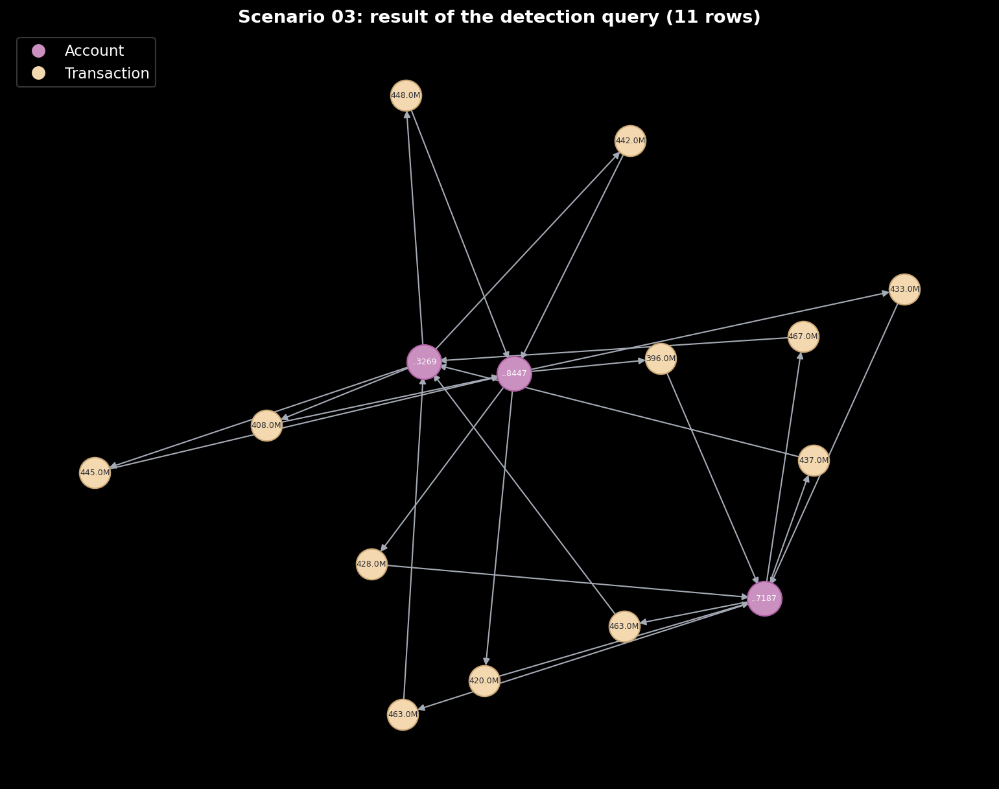 Scenario 03: result of the detection query (11 rows)
Account
Transaction
448.0M
442.0M
433.0M
467.0M
396.0M
..3269
..8447
408.0M
437.0M
445.0M
428.0M
..7187
463.0M
420.0M
463.0M